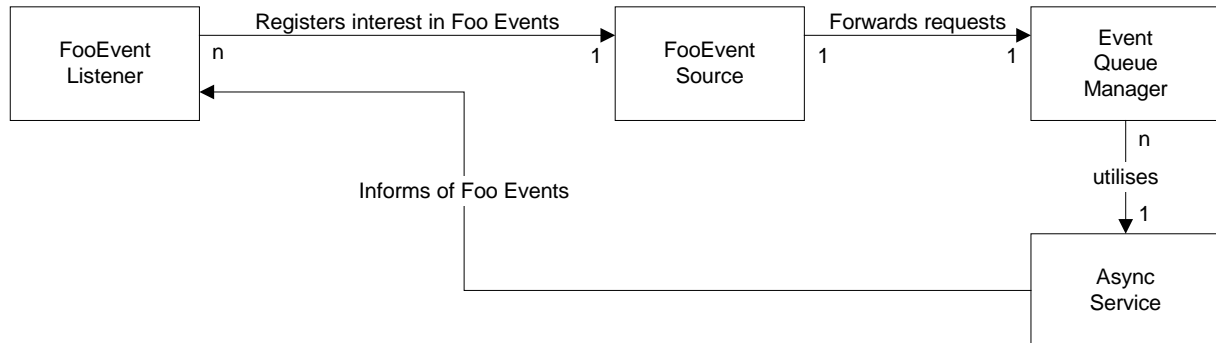 Registers interest in Foo Events
Forwards requests
FooEvent
Listener
n
1
FooEvent
Source
1
1
Event
Queue
Manager
n
utilises
1
Informs of Foo Events
Async
Service